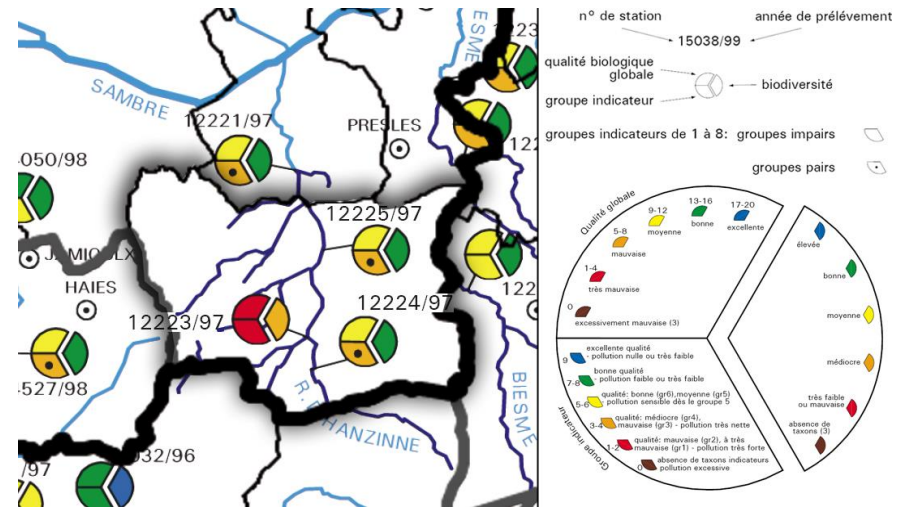 ESME
123
SAMBRE
12221/97
PRESLES
122
:050/98
12225/97
JAMIOULX
HAIES
12224/97
1222
12223/97
-527/98
R.
HANZINNE
BIESME
032/96
/97
n° de station
année de prélévement
15038/99
qualité biologique
globale
biodiversité
groupe indicateur
groupes indicateurs de 1 à 8: groupes impairs
groupes pairs
Qualité globale
17-20
excellente
13-16
bonne
9-12
moyenne
5-8
mauvaise
1-4
très mauvaise
0
excessivement mauvaise (3)
élevée
bonne
moyenne
médiocre
très faible
ou mauvaise
absence de
taxons (3)
Groupe indicateur
9
excellente qualité
- pollution nulle ou très faible
7-8
bonne qualité
- pollution faible ou très faible
5-6
qualité: bonne (gr6),moyenne (gr5)
- pollution sensible dès le groupe 5
3-4
qualité: médiocre (gr4),
mauvaise (gr3) - pollution très nette
1-2
qualité: mauvaise (gr2), à très
mauvaise (gr1) - pollution très forte
0
absence de taxons indicateurs
pollution excessive